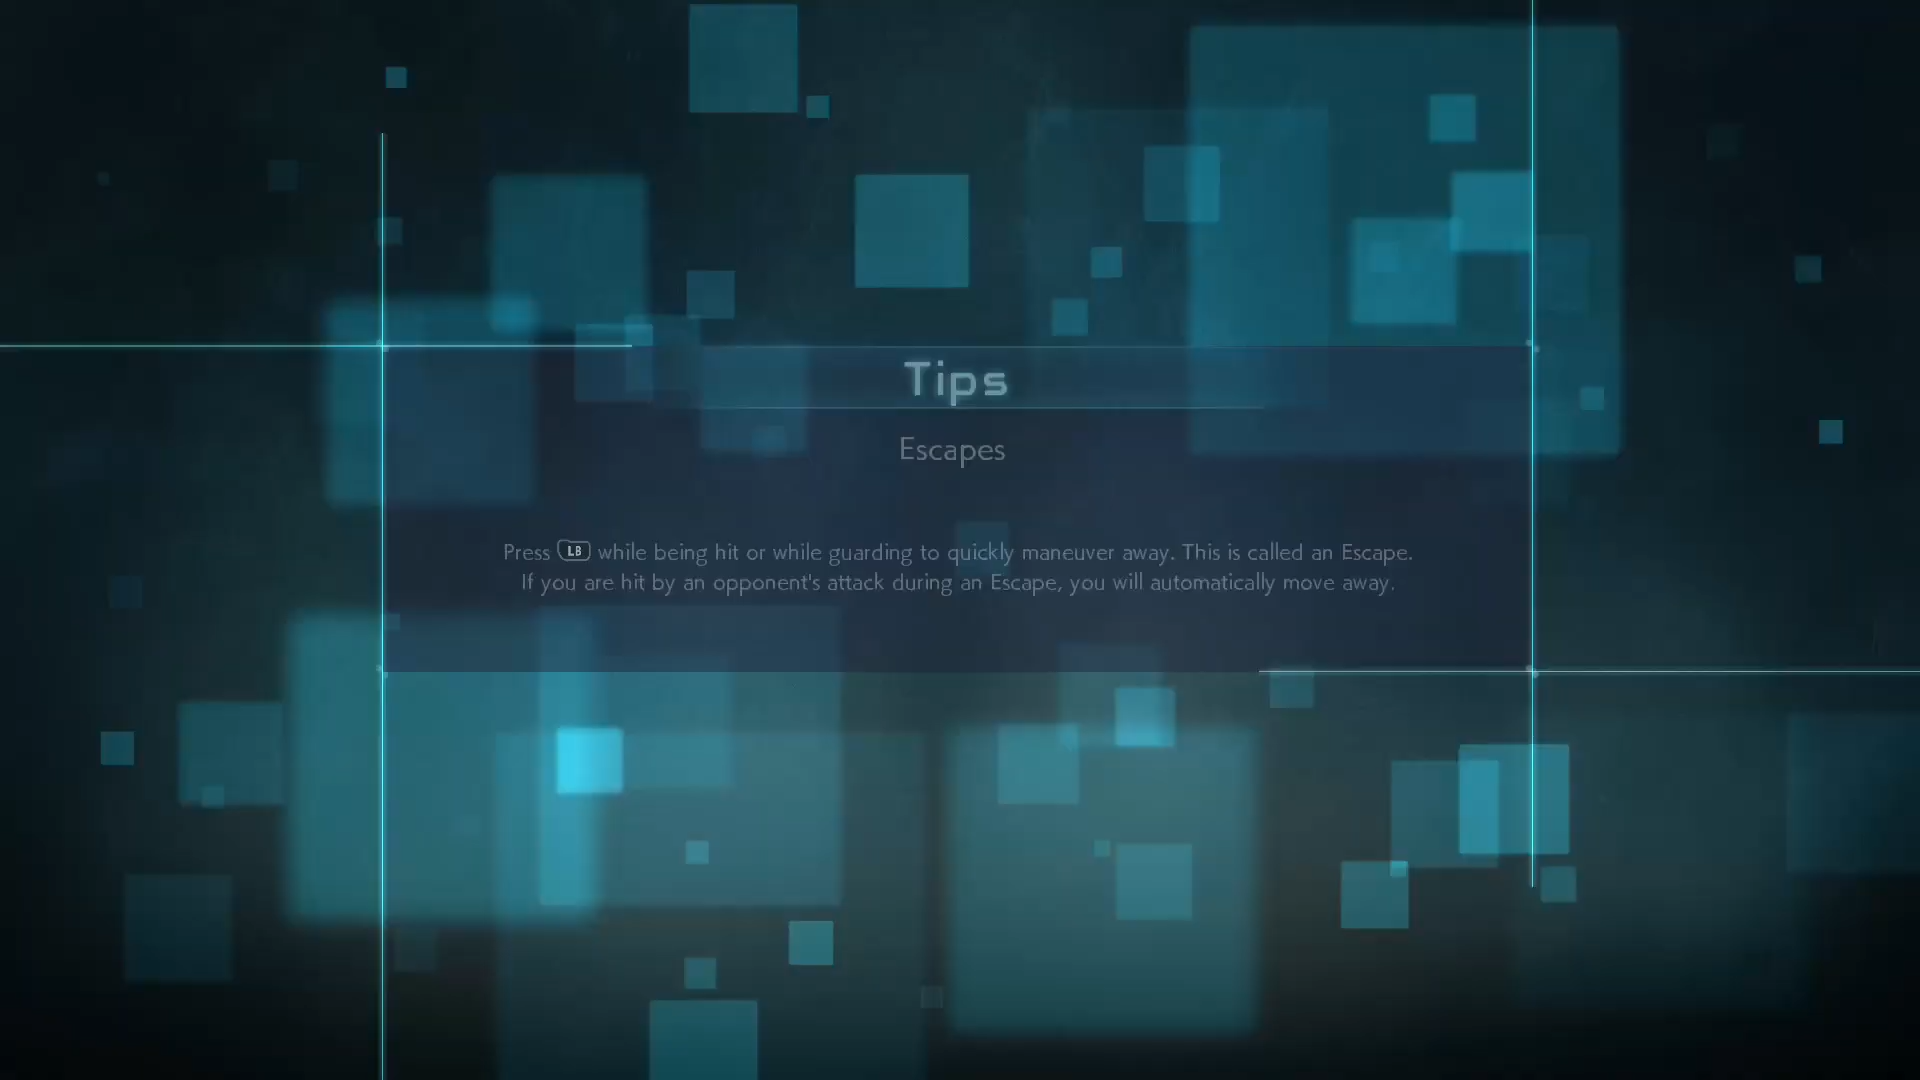 Tips
Escapes
Press LB while being hit or while guarding to quickly maneuver away. This is called an Escape.
If you are hit by an opponent's attack during an Escape, you will automatically move away.